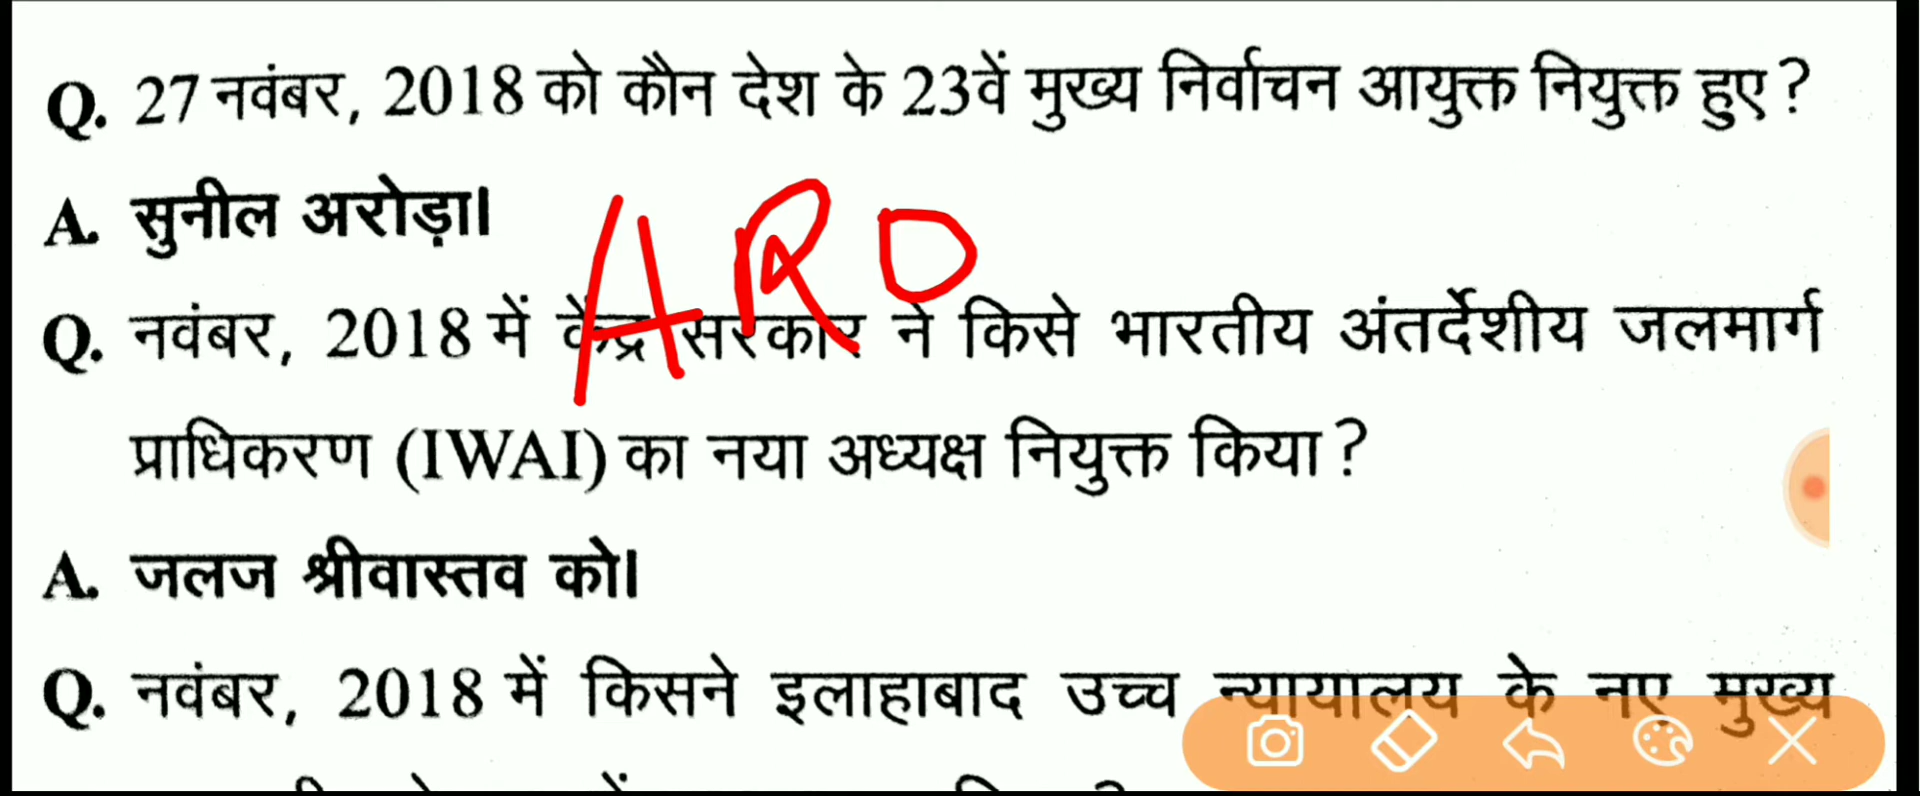 Q. 27 नवंबर, 2018 को कौन देश के 23वें मुख्य निर्वाचन आयुक्त नियुक्त हुए?
A. सुनील अरोड़ा।
ARO
Q. नवंबर, 2018 में केंद्र सरकार ने किसे भारतीय अंतर्देशीय जलमार्ग
प्राधिकरण (IWAI) का नया अध्यक्ष नियुक्त किया?
A. जलज श्रीवास्तव को।
Q. नवंबर, 2018 में किसने इलाहाबाद उच्च न्यायालय के नए मुख्य